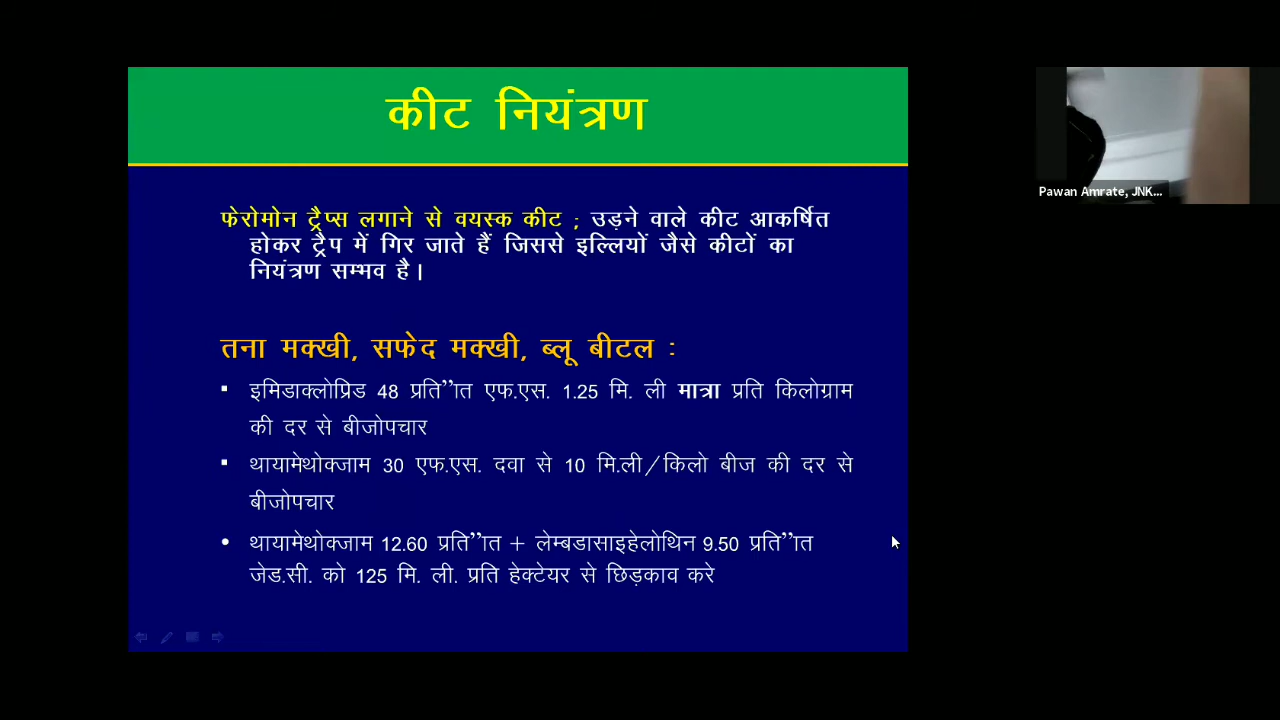 कीट नियंत्रण
फेरोमोन ट्रैप्स लगाने से वयस्क कीट ; उड़ने वाले कीट आकर्षित
होकर ट्रैप में गिर जाते हैं जिससे इल्लियों जैसे कीटों का
नियंत्रण सम्भव है।
तना मक्खी, सफेद मक्खी, ब्लू बीटल :
▪ इमिडाक्लोप्रिड 48 प्रति”ात एफ.एस. 1.25 मि. ली मात्रा प्रति किलोग्राम
की दर से बीजोपचार
▪ थायामेथोक्जाम 30 एफ.एस. दवा से 10 मि.ली/किलो बीज की दर से
बीजोपचार
• थायामेथोक्जाम 12.60 प्रति”ात + लेम्बडासाइहेलोथिन 9.50 प्रति”ात
जेड.सी. को 125 मि. ली. प्रति हेक्टेयर से छिड़काव करे
Pawan Amrate, JNK...